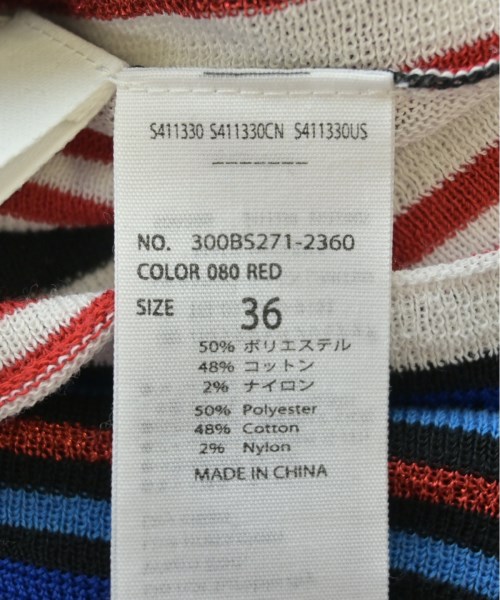 S411330 S411330CN S411330US
-------
NO. 300BS271-2360
COLOR 080 RED
SIZE 36
50% ポリエステル
48% コットン
2% ナイロン
50% Polyester
48% Cotton
2% Nylon
MADE IN CHINA